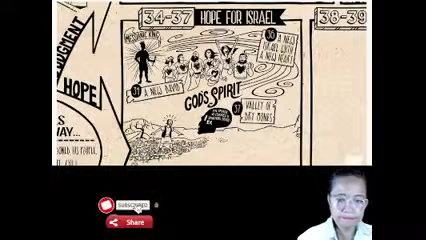 34-37 HOPE FOR ISRAEL
38-39
MESSIANIC KING
36 A NEW
ISRAEL WITH
A NEW HEART
34 A NEW DAVID
GOD'S SPIRIT
37 VALLEY OF
DRY BONES
JUDGMENT
HOPE
SUBSCRIBED
Share